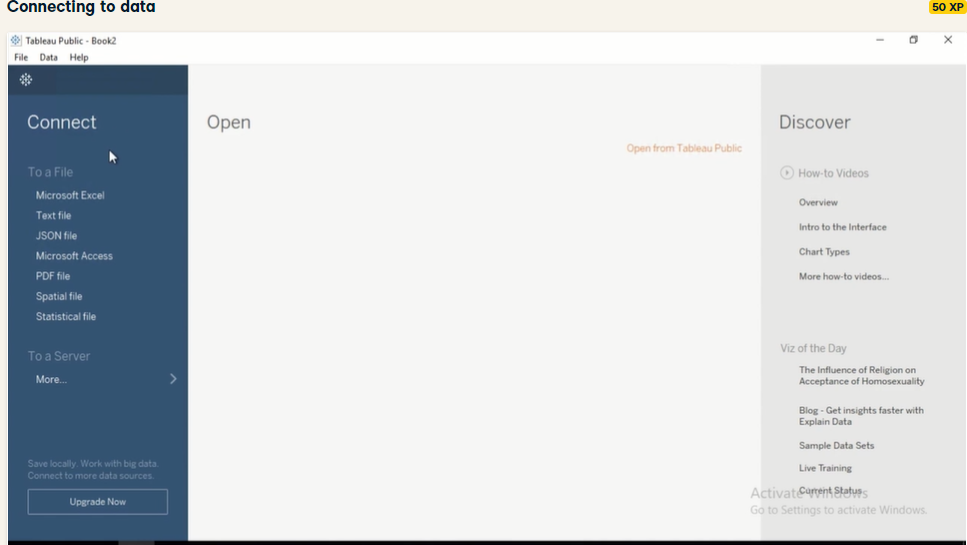 Connecting to data
50 XP
Tableau Public - Book2
File Data Help
Connect
To a File
Microsoft Excel
Text file
JSON file
Microsoft Access
PDF file
Spatial file
Statistical file
To a Server
More...
Save locally. Work with big data.
Connect to more data sources.
Upgrade Now
Open
Open from Tableau Public
Discover
How-to Videos
Overview
Intro to the Interface
Chart Types
More how-to videos...
Viz of the Day
The Influence of Religion on
Acceptance of Homosexuality
Blog - Get insights faster with
Explain Data
Sample Data Sets
Live Training
Current Status
Activate Windows
Go to Settings to activate Windows.